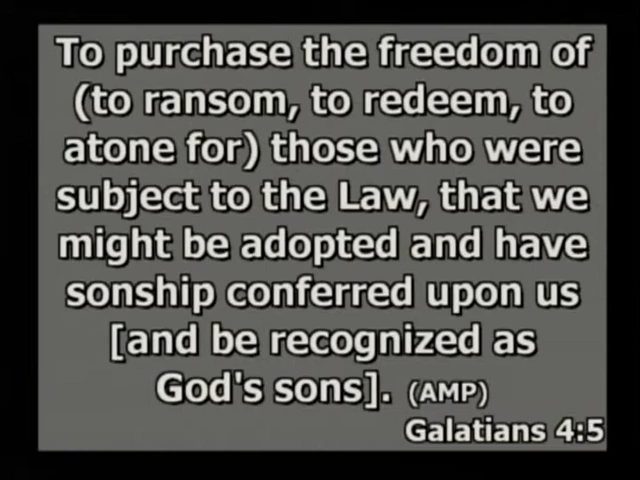 To purchase the freedom of
(to ransom, to redeem, to
atone for) those who were
subject to the Law, that we
might be adopted and have
sonship conferred upon us
[and be recognized as
God's sons]. (AMP)
Galatians 4:5